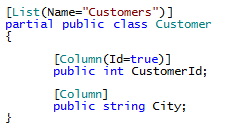 [List(Name="Customers")]
partial public class Customer
{
[Column(Id=true)]
public int CustomerId;
[Column]
public string City;
}